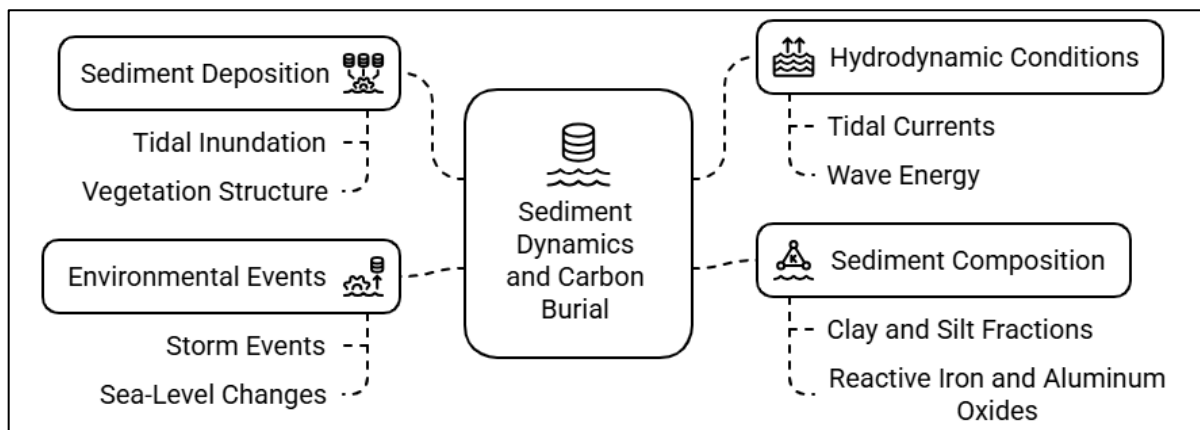 Sediment Deposition
Tidal Inundation
Vegetation Structure
Environmental Events
Storm Events
Sea-Level Changes
Sediment
Dynamics
and Carbon
Burial
Hydrodynamic Conditions
Tidal Currents
Wave Energy
Sediment Composition
Clay and Silt Fractions
Reactive Iron and Aluminum
Oxides